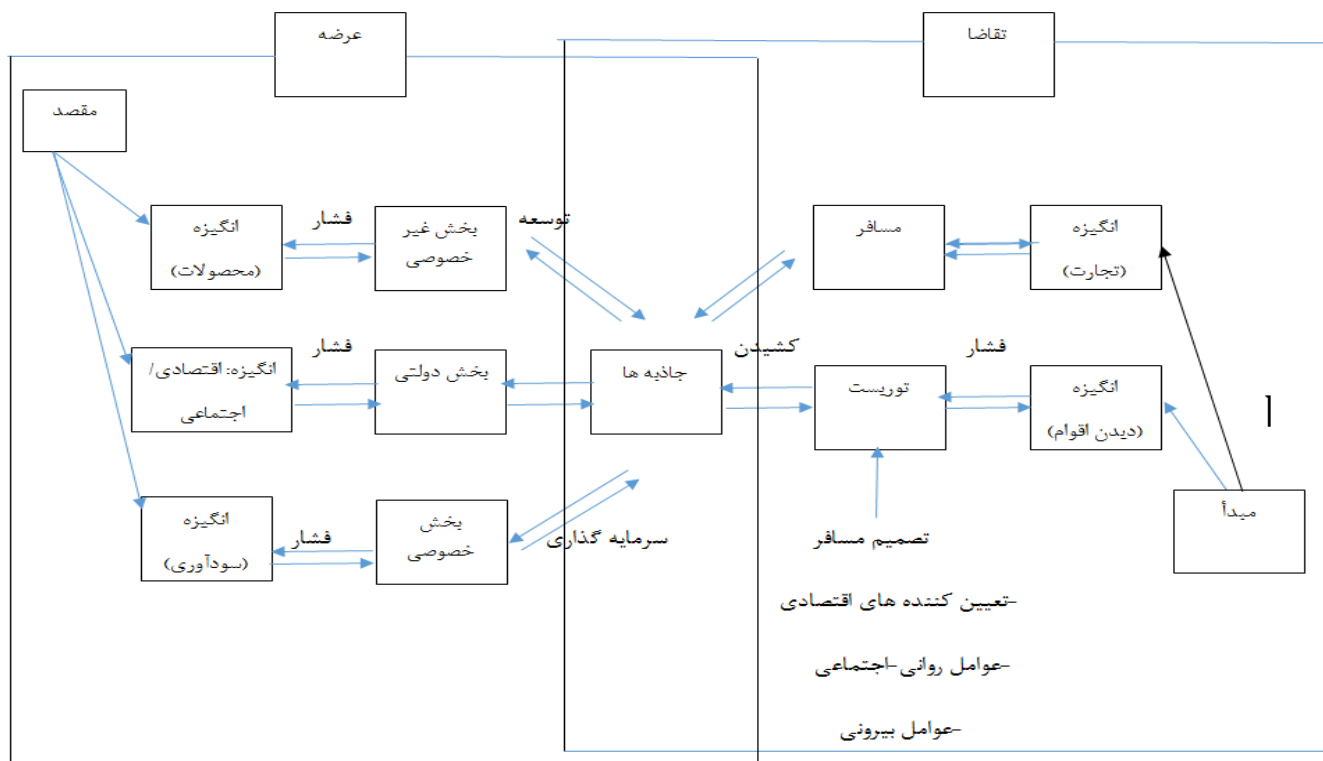 تقاضا
عرضه
مقصد
انگیزه
(تجارت)
مسافر
توسعه
بخش غیر
خصوصی
فشار
انگیزه
(محصولات)
أ
انگیزه
(دیدن اقوام)
فشار
توریست
کشیدن
جاذبه ها
بخش دولتی
فشار
انگیزه: اقتصادی/
اجتماعی
مبدأ
تصمیم مسافر
سرمایه گذاری
بخش
خصوصی
فشار
انگیزه
(سودآوری)
-تعیین کننده های اقتصادی
-عوامل روانی-اجتماعی
-عوامل بیرونی